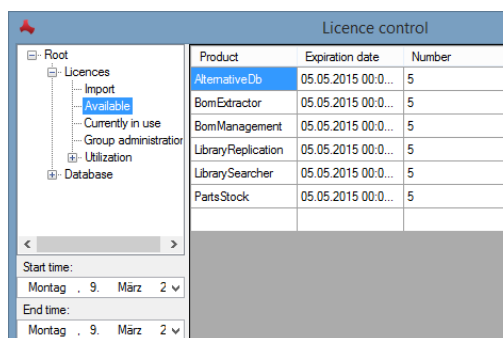 Licence control
Root
Licences
Import
Available
Currently in use
Group administration
Utilization
Database
Start time:
Montag , 9. März 2
End time:
Montag , 9. März 2
Product Expiration date Number
AlternativeDb 05.05.2015 00:0... 5
BomExtractor 05.05.2015 00:0... 5
BomManagement 05.05.2015 00:0... 5
LibraryReplication 05.05.2015 00:0... 5
LibrarySearcher 05.05.2015 00:0... 5
PartsStock 05.05.2015 00:0... 5